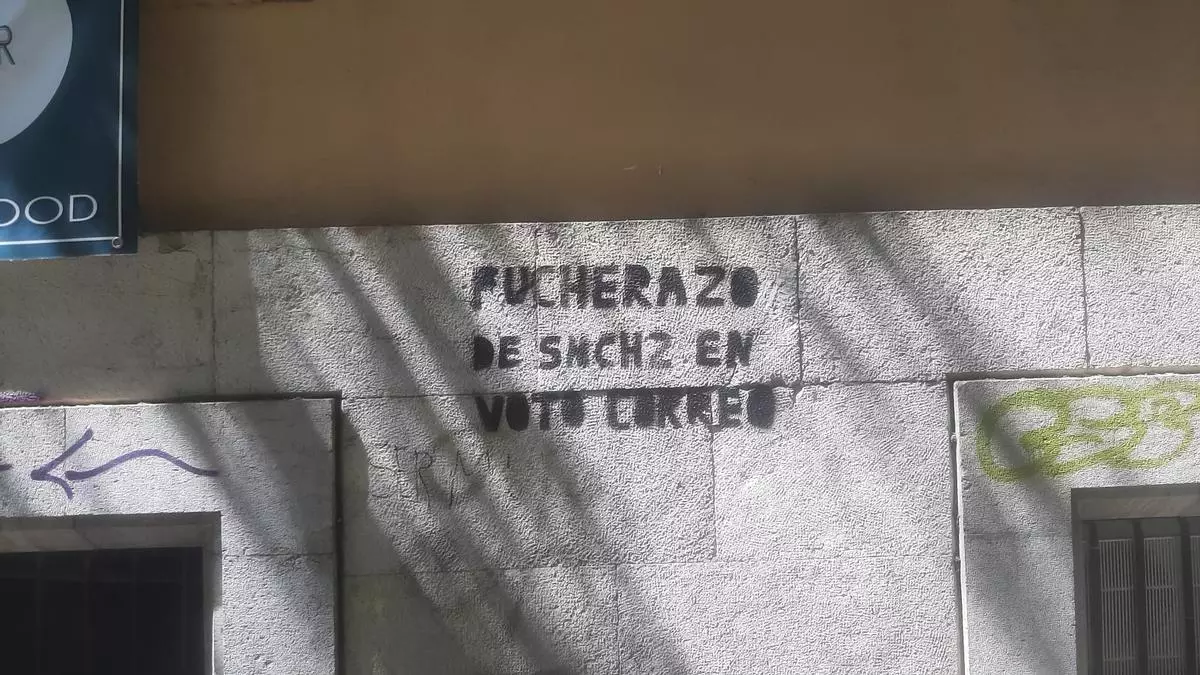 R
OOD
PUCHERAZO
DE SNCHZ EN
VOTO CORREO